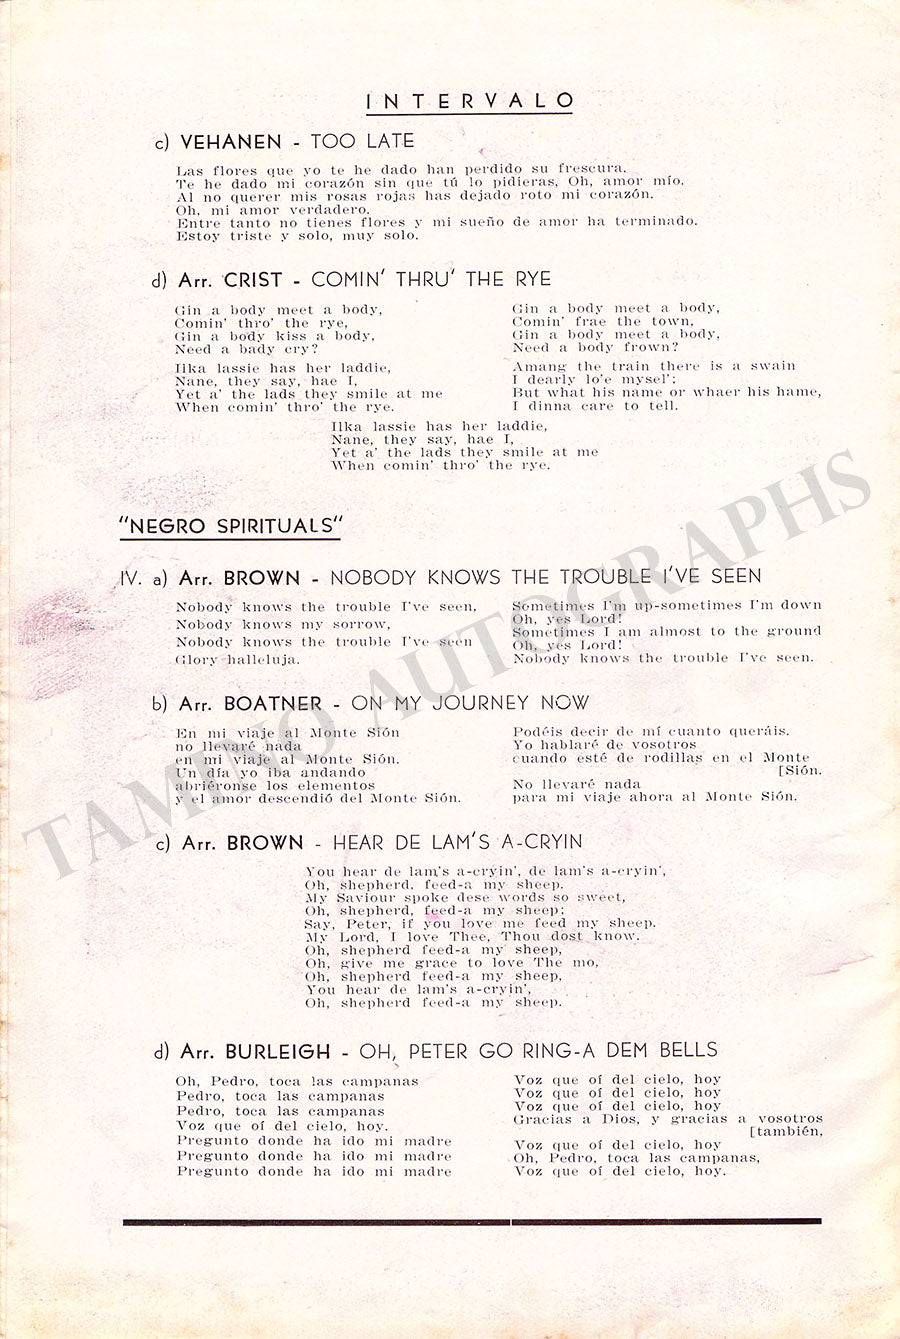 INTERVALO
c) VEHANEN - TOO LATE
Las flores que yo te he dado han perdido su frescura.
Te he dado mi corazón sin que tú lo pidieras, Oh, amor mío.
Al no querer mis rosas rojas has dejado roto mi corazón.
Oh, mi amor verdadero.
Entre tanto no tienes flores y mi sueño de amor ha terminado.
Estoy triste y solo, muy solo.
d) Arr. CRIST - COMIN' THRU' THE RYE
Gin a body meet a body,
Comin' thro' the rye,
Gin a body kiss a body,
Need a bady cry?
Ilka lassie has her laddie,
Nane, they say, hae I,
Yet a' the lads they smile at me
When comin' thro' the rye.
Gin a body meet a body,
Comin' frae the town,
Gin a body meet a body,
Need a body frown?
Amang the train there is a swain
I dearly lo'e mysel';
But what his name or whaer his hame,
I dinna care to tell.
Ilka lassie has her laddie,
Nane, they say, hae I,
Yet a' the lads they smile at me
When comin' thro' the rye.
"NEGRO SPIRITUALS"
IV. a) Arr. BROWN - NOBODY KNOWS THE TROUBLE I'VE SEEN
Nobody knows the trouble I've seen,
Nobody knows my sorrow,
Nobody knows the trouble I've seen
Glory halleluja.
Sometimes I'm up-sometimes I'm down
Oh, yes Lord!
Sometimes I am almost to the ground
Oh, yes Lord!
Nobody knows the trouble I've seen.
b) Arr. BOATNER - ON MY JOURNEY NOW
En mi viaje al Monte Sión
no llevaré nada
en mi viaje al Monte Sión.
Un día yo iba andando
abriéronse los elementos
y el amor descendió del Monte Sión.
Podéis decir de mí cuanto queráis.
Yo hablaré de vosotros
cuando esté de rodillas en el Monte
[Sión.
No llevaré nada
para mi viaje ahora al Monte Sión.
c) Arr. BROWN - HEAR DE LAM'S A-CRYIN
You hear de lam's a-cryin', de lam's a-cryin',
Oh, shepherd, feed-a my sheep.
My Saviour spoke dese words so sweet,
Oh, shepherd, feed-a my sheep;
Say, Peter, if you love me feed my sheep.
My Lord, I love Thee, Thou dost know.
Oh, shepherd feed-a my sheep,
Oh, give me grace to love The mo,
Oh, shepherd feed-a my sheep,
You hear de lam's a-cryin',
Oh, shepherd feed-a my sheep.
d) Arr. BURLEIGH - OH, PETER GO RING-A DEM BELLS
Oh, Pedro, toca las campanas
Pedro, toca las campanas
Pedro, toca las campanas
Voz que oí del cielo, hoy.
Pregunto donde ha ido mi madre
Pregunto donde ha ido mi madre
Pregunto donde ha ido mi madre
Voz que oí del cielo, hoy
Voz que oí del cielo, hoy
Voz que oí del cielo, hoy
Gracias a Dios, y gracias a vosotros
[también,
Voz que oí del cielo, hoy
Oh, Pedro, toca las campanas,
Voz que oí del cielo, hoy.
TAMINO AUTOGRAPHS